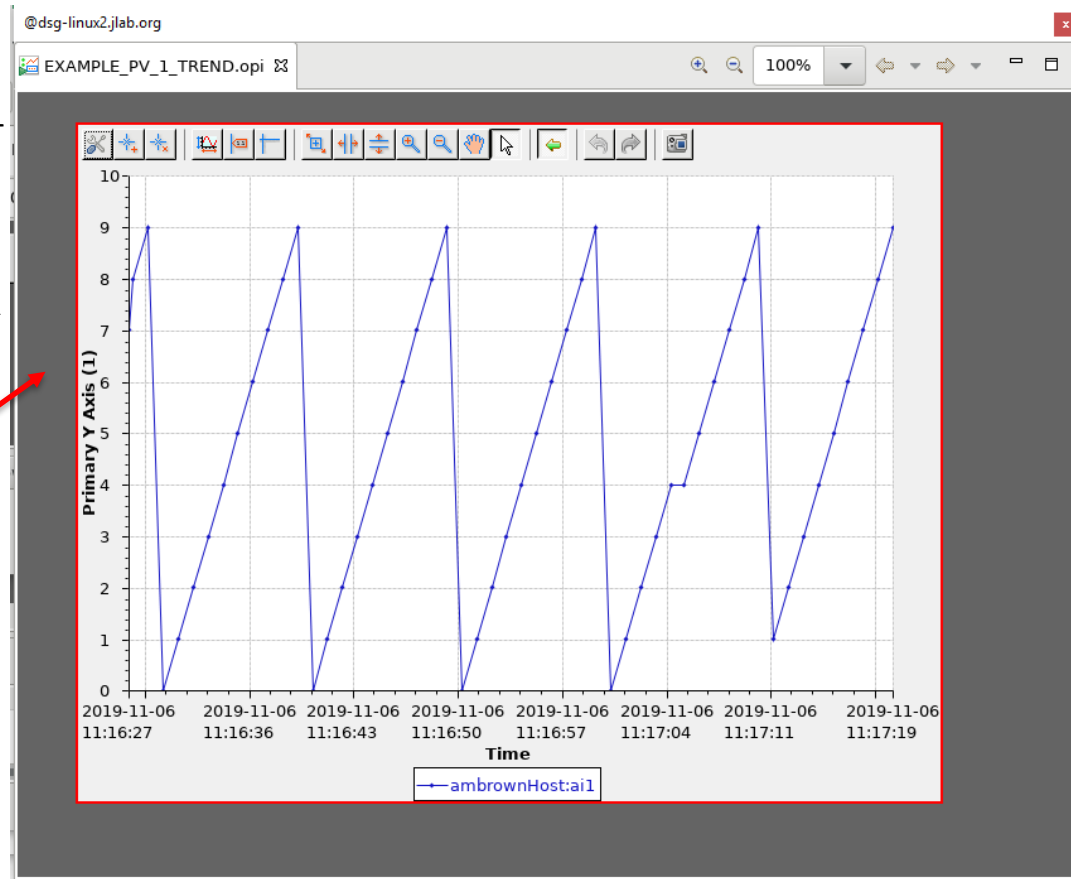 @dsg-linux2.jlab.org
x
EXAMPLE_PV_1_TREND.opi
100%
10
9
8
7
6
5
4
3
2
1
0
Primary Y Axis (1)
2019-11-06 2019-11-06 2019-11-06 2019-11-06 2019-11-06 2019-11-06 2019-11-06 2019-11-06
11:16:27 11:16:36 11:16:43 11:16:50 11:16:57 11:17:04 11:17:11 11:17:19
Time
ambrownHost:ai1